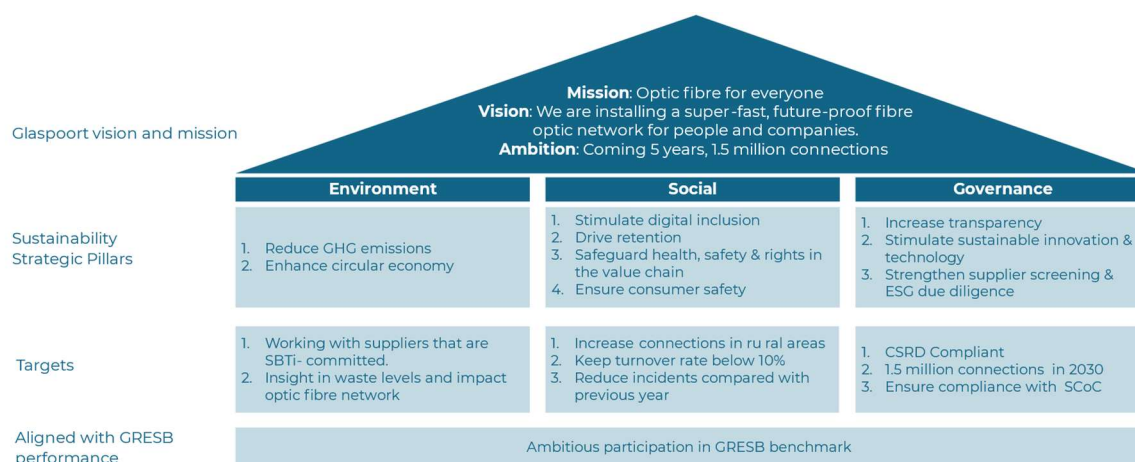 Mission: Optic fibre for everyone
Vision: We are installing a super-fast, future-proof fibre
optic network for people and companies.
Ambition: Coming 5 years, 1.5 million connections
Glaspoort vision and mission
Environment
Social
Governance
Sustainability
Strategic Pillars
1. Reduce GHG emissions
2. Enhance circular economy
1. Stimulate digital inclusion
2. Drive retention
3. Safeguard health, safety & rights in
the value chain
4. Ensure consumer safety
1. Increase transparency
2. Stimulate sustainable innovation &
technology
3. Strengthen supplier screening &
ESG due diligence
Targets
1. Working with suppliers that are
SBTi- committed.
2. Insight in waste levels and impact
optic fibre network
1. Increase connections in ru ral areas
2. Keep turnover rate below 10%
3. Reduce incidents compared with
previous year
1. CSRD Compliant
2. 1.5 million connections in 2030
3. Ensure compliance with SCoC
Aligned with GRESB
performance
Ambitious participation in GRESB benchmark